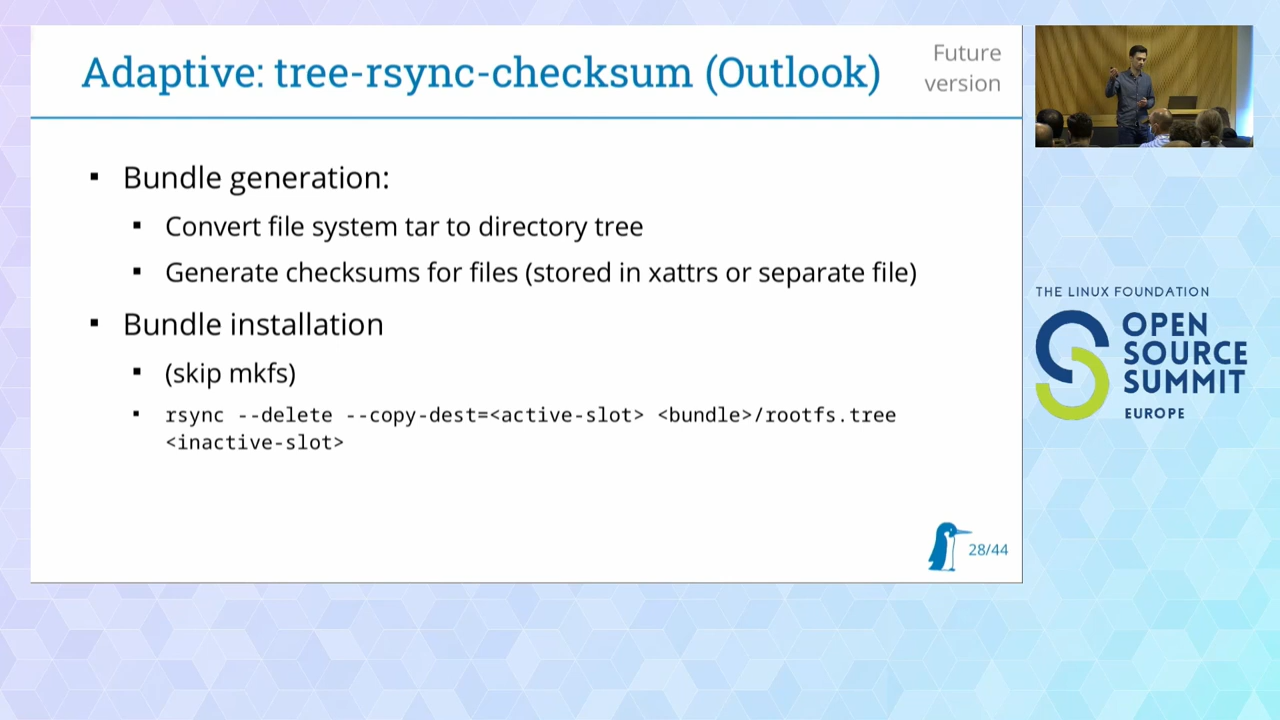 Adaptive: tree-rsync-checksum (Outlook)
Future
version
Bundle generation:
Convert file system tar to directory tree
Generate checksums for files (stored in xattrs or separate file)
Bundle installation
(skip mkfs)
rsync --delete --copy-dest=<active-slot> <bundle>/rootfs.tree
<inactive-slot>
28/44
THE LINUX FOUNDATION
OPEN
SOURCE
SUMMIT
EUROPE